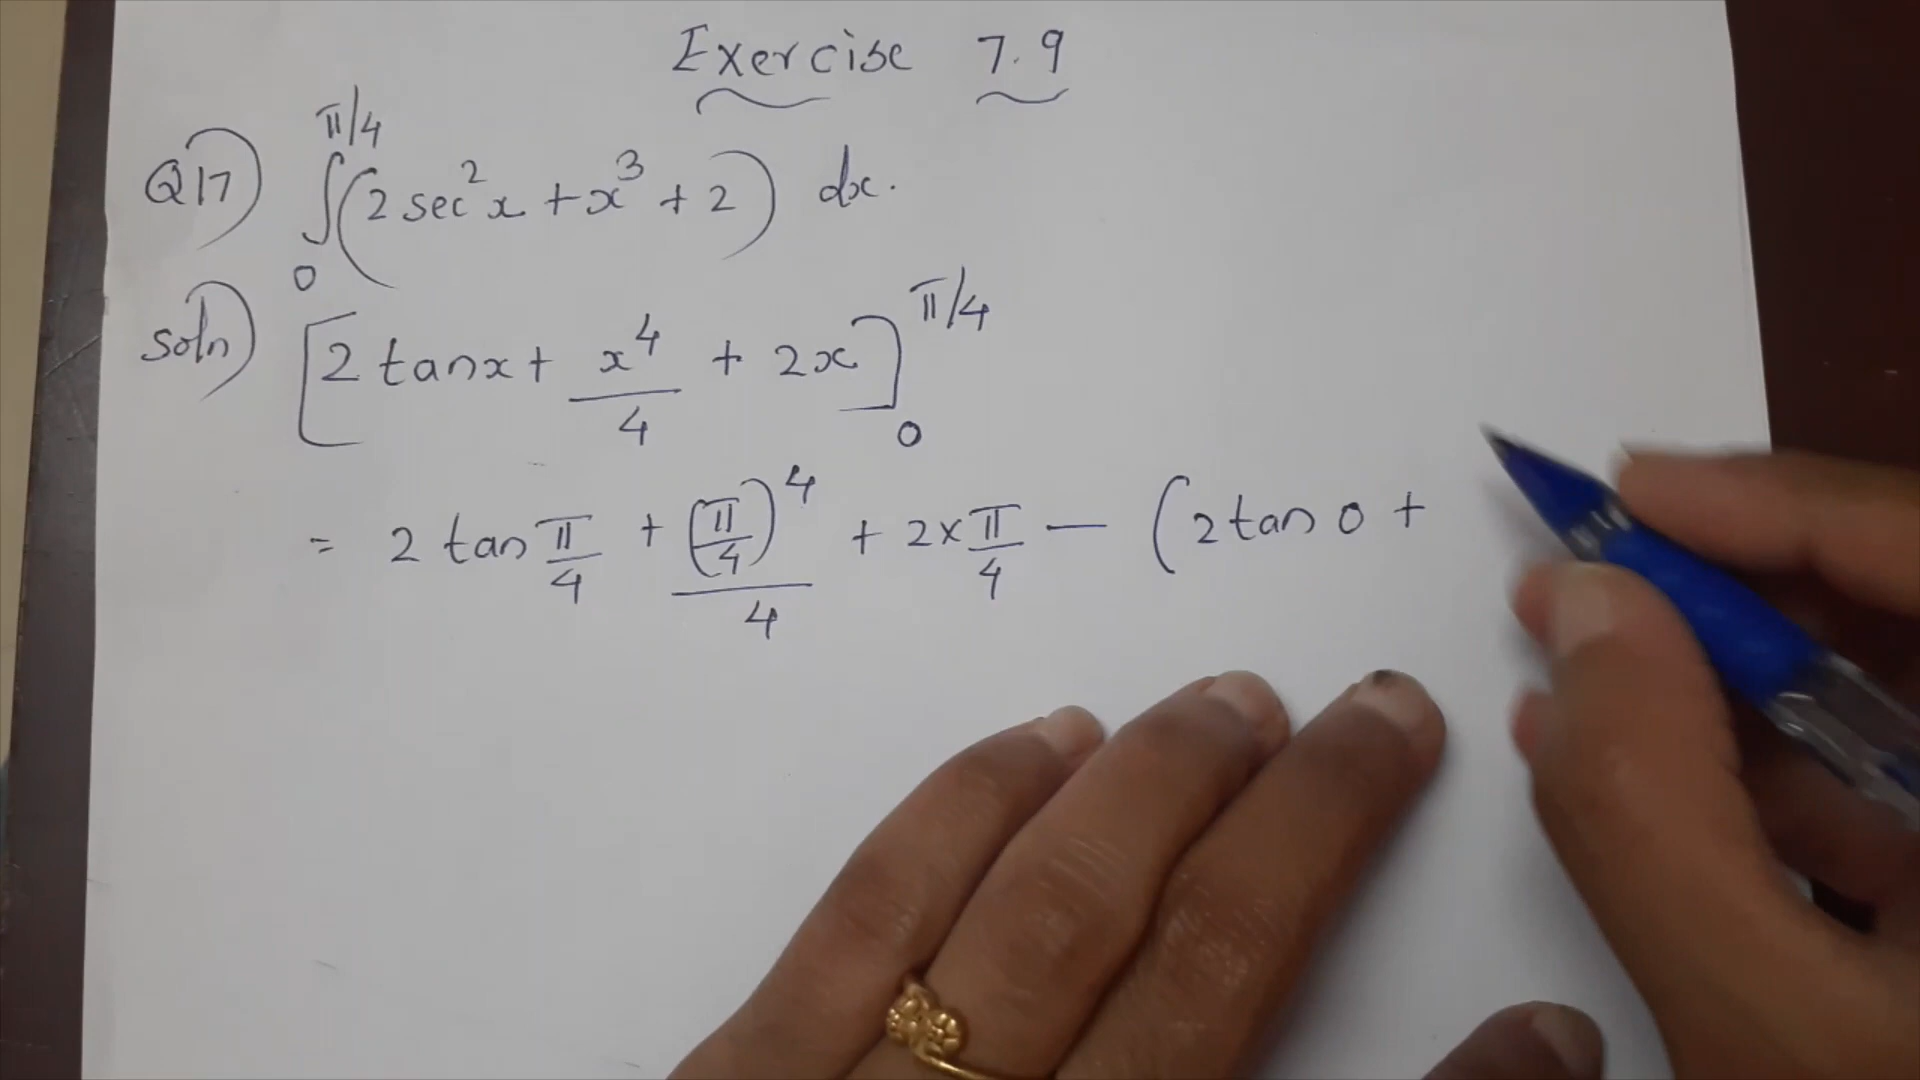 Exercise 7.9
Q17) ∫₀^{π/4} (2 sec²x + x³ + 2) dx.
Soln) [2 tanx + x⁴/4 + 2x]₀^{π/4}
= 2 tan π/4 + (π/4)⁴/4 + 2×π/4 — (2 tan 0 +